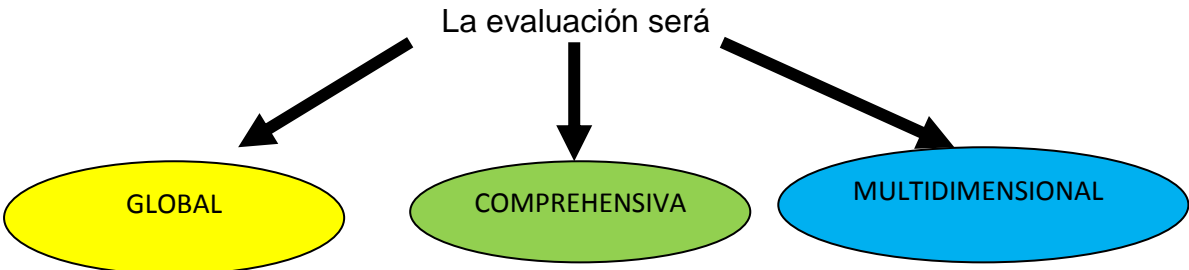 La evaluación será
GLOBAL
COMPREHENSIVA
MULTIDIMENSIONAL